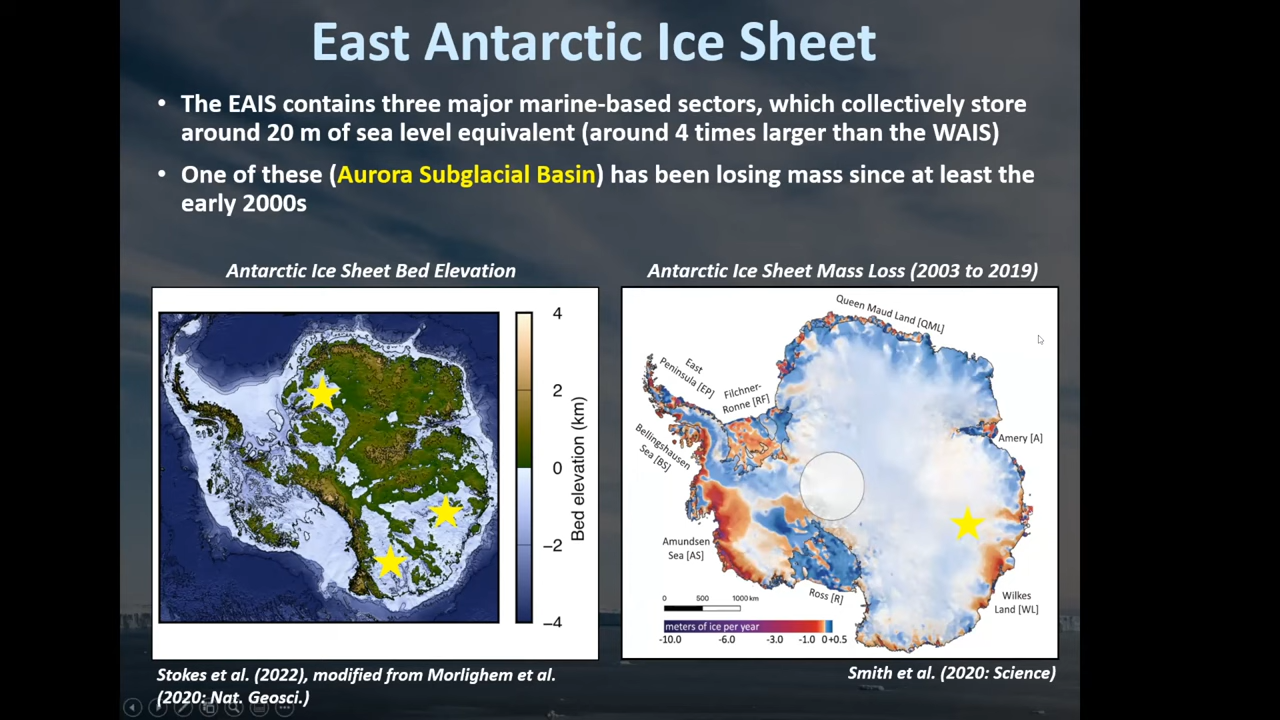 East Antarctic Ice Sheet
• The EAIS contains three major marine-based sectors, which collectively store
around 20 m of sea level equivalent (around 4 times larger than the WAIS)
• One of these (Aurora Subglacial Basin) has been losing mass since at least the
early 2000s
Antarctic Ice Sheet Bed Elevation
4
2
0
−2
−4
Bed elevation (km)
Stokes et al. (2022), modified from Morlighem et al.
(2020: Nat. Geosci.)
Antarctic Ice Sheet Mass Loss (2003 to 2019)
Queen Maud Land [QML]
East
Peninsula [EP]
Filchner-
Ronne [RF]
Bellingshausen
Sea [BS]
Amery [A]
Amundsen
Sea [AS]
Ross [R]
Wilkes
Land [WL]
0 500 1000 km
meters of ice per year
-10.0 -6.0 -3.0 -1.0 0 +0.5
Smith et al. (2020: Science)